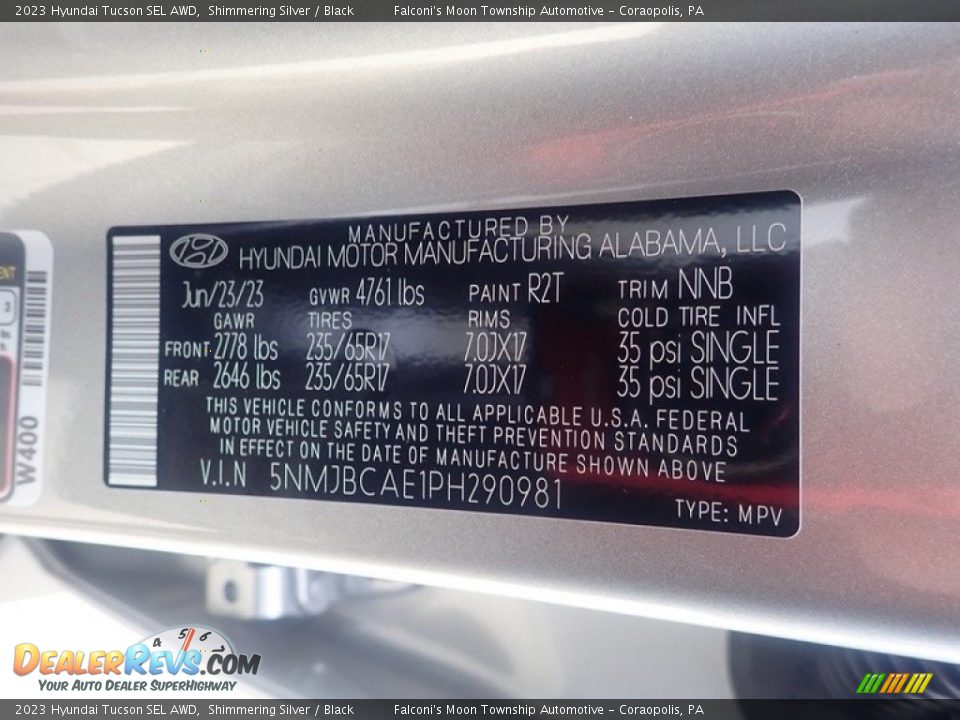 2023 Hyundai Tucson SEL AWD, Shimmering Silver / Black Falconi's Moon Township Automotive - Coraopolis, PA
MANUFACTURED BY
HYUNDAI MOTOR MANUFACTURING ALABAMA, LLC
Jun/23/23 GVWR 4761 lbs PAINT R2T TRIM NNB
GAWR TIRES RIMS COLD TIRE INFL
FRONT 2778 lbs 235/65R17 7.0JX17 35 psi SINGLE
REAR 2646 lbs 235/65R17 7.0JX17 35 psi SINGLE
THIS VEHICLE CONFORMS TO ALL APPLICABLE U.S.A. FEDERAL
MOTOR VEHICLE SAFETY AND THEFT PREVENTION STANDARDS
IN EFFECT ON THE DATE OF MANUFACTURE SHOWN ABOVE
V.I.N 5NMJBCAE1PH290981
TYPE: MPV
W400
4 5 6
DealerRevs.com
Your Auto Dealer SuperHighway
2023 Hyundai Tucson SEL AWD, Shimmering Silver / Black Falconi's Moon Township Automotive - Coraopolis, PA